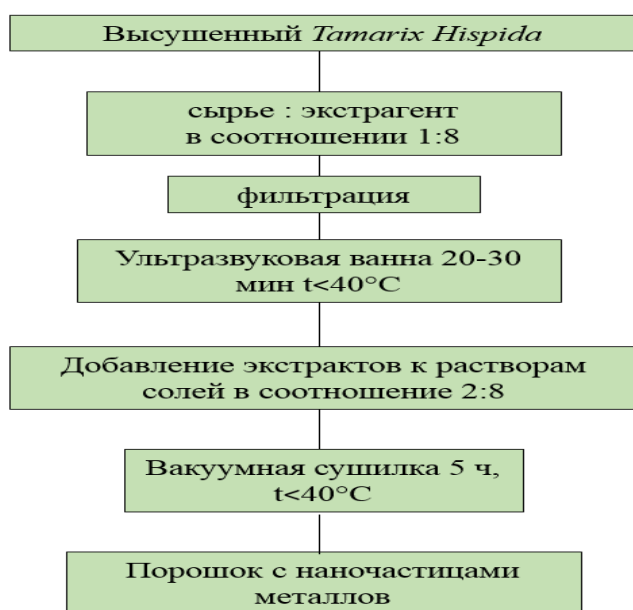 Высушенный Tamarix Hispida
сырье : экстрагент
в соотношении 1:8
фильтрация
Ультразвуковая ванна 20-30
мин t<40°C
Добавление экстрактов к растворам
солей в соотношение 2:8
Вакуумная сушилка 5 ч,
t<40°C
Порошок с наночастицами
металлов